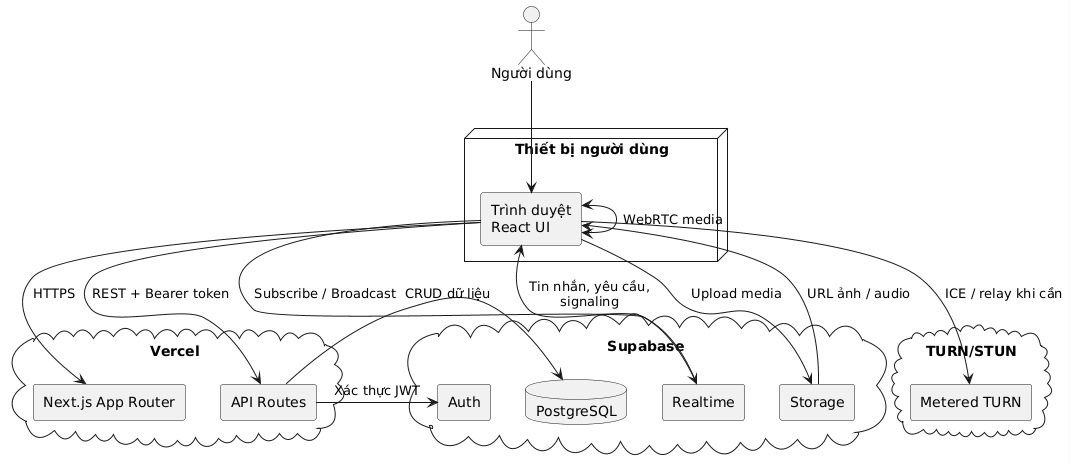 Người dùng
Thiết bị người dùng
Trình duyệt
React UI
WebRTC media
HTTPS
REST + Bearer token
Subscribe / Broadcast
CRUD dữ liệu
Tin nhắn, yêu cầu,
signaling
Upload media
URL ảnh / audio
ICE / relay khi cần
Vercel
Supabase
TURN/STUN
Next.js App Router
API Routes
Xác thực JWT
Auth
PostgreSQL
Realtime
Storage
Metered TURN